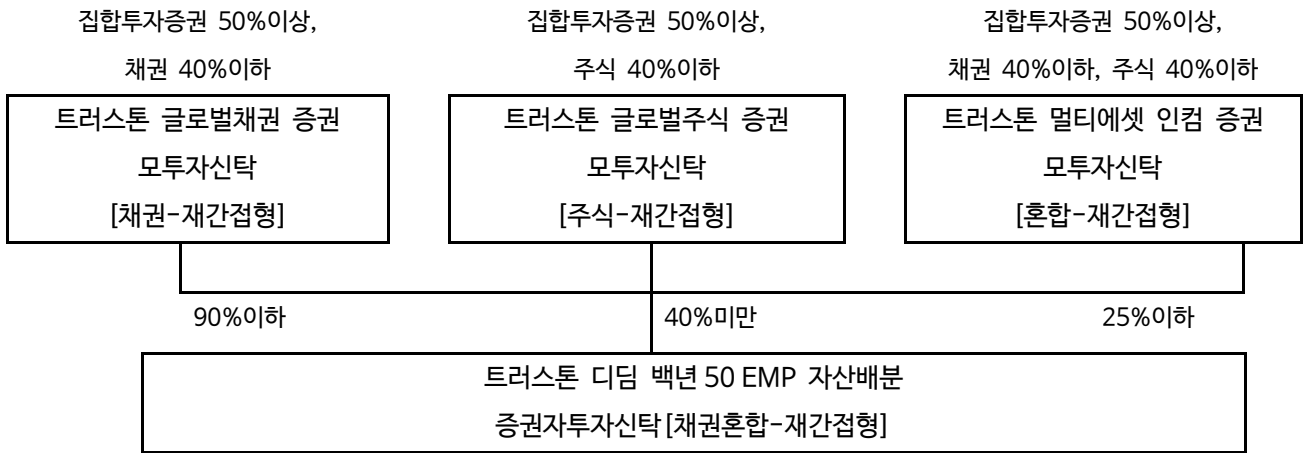 집합투자증권 50%이상,
채권 40%이하
트러스톤 글로벌채권 증권
모투자신탁
[채권-재간접형]
집합투자증권 50%이상,
주식 40%이하
트러스톤 글로벌주식 증권
모투자신탁
[주식-재간접형]
집합투자증권 50%이상,
채권 40%이하, 주식 40%이하
트러스톤 멀티에셋 인컴 증권
모투자신탁
[혼합-재간접형]
90%이하
40%미만
25%이하
트러스톤 디딤 백년 50 EMP 자산배분
증권자투자신탁[채권혼합-재간접형]